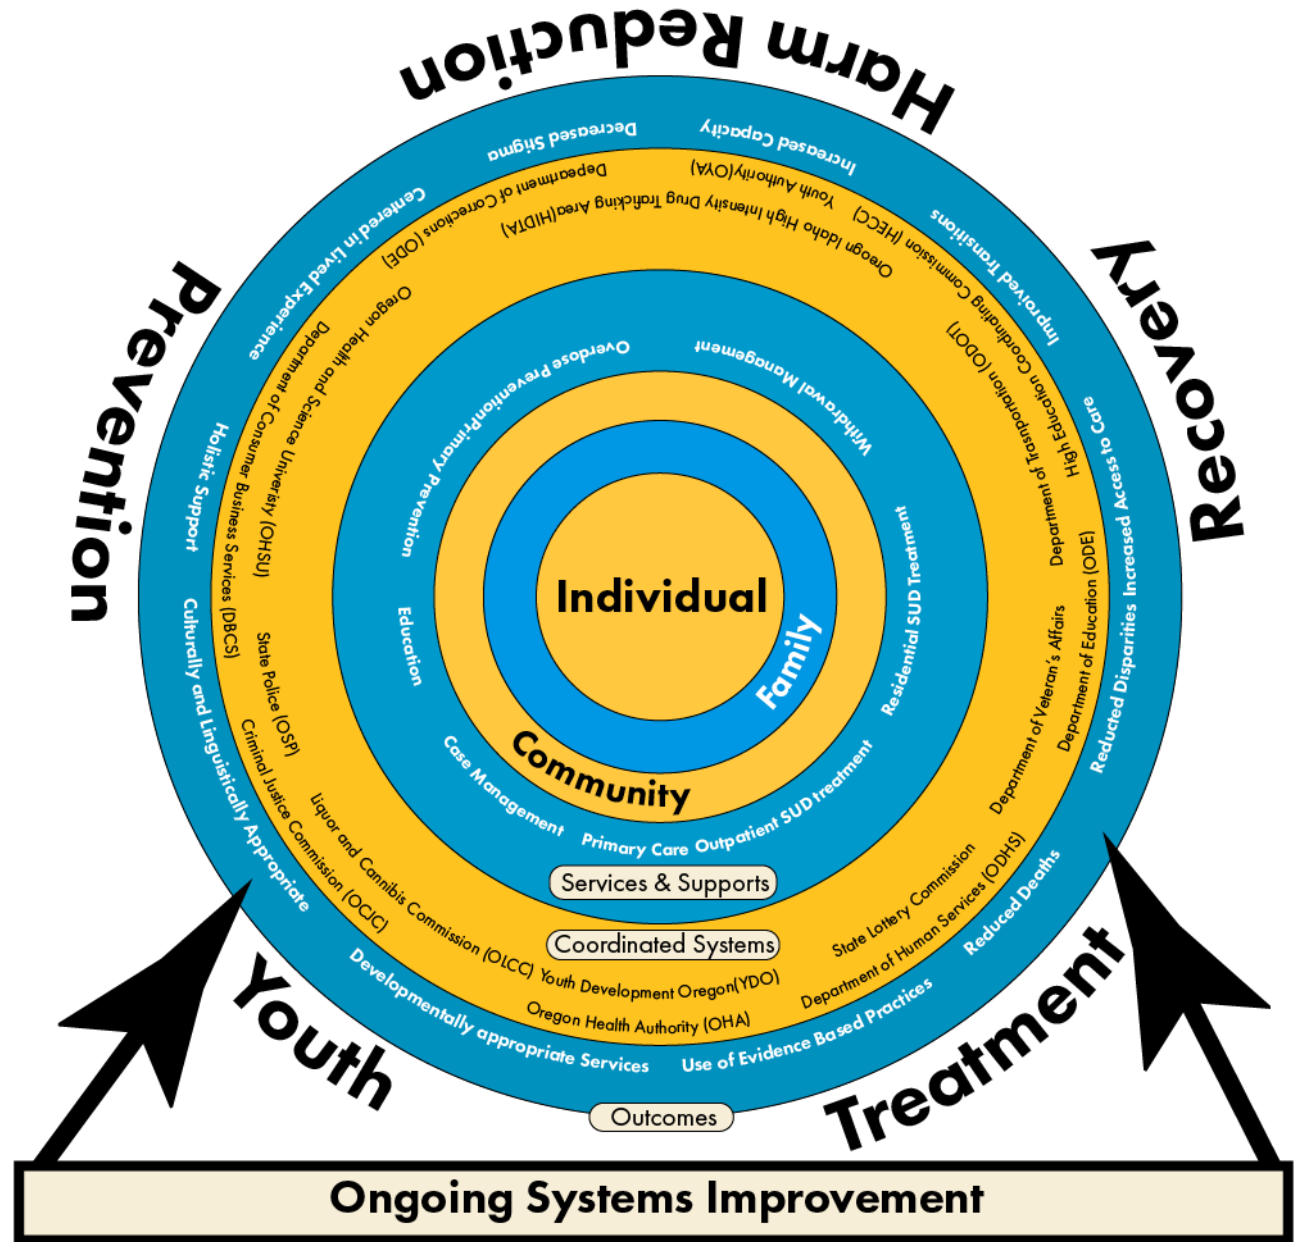 Harm Reduction
Recovery
Treatment
Youth
Prevention
Decreased Stigma
Increased Capacity
Improived Transitions
Increased Access to Care
Reducted Disparities
Reduced Deaths
Use of Evidence Based Practices
Developmentally appropriate Services
Culturally and Linguistically Appropriate
Holistic Support
Centered in Lived Experience
Outcomes
Depeartment of Corrections (ODE)
Youth Authority(OYA)
Oreogn Idaho High Intensity Drug Traficking Area(HIDTA)
High Education Coordinating Commission (HECC)
Department of Trasnportation (ODOT)
Department of Education (ODE)
Department of Veteran's Affairs
State Lottery Commission
Department of Human Services (ODHS)
Youth Development Oregon(YDO)
Oregon Health Authority (OHA)
Liquor and Cannibis Commission (OLCC)
Criminal Justice Commission (OCJC)
State Police (OSP)
Department of Consumer Business Services (DBCS)
Oregon Health and Science Univeristy (OHSU)
Coordinated Systems
Overdose Prevention
Withdrawal Management
Residential SUD Treatment
Outpatient SUD treatment
Primary Care
Case Management
Education
Primary Prevention
Services & Supports
Community
Family
Individual
Ongoing Systems Improvement